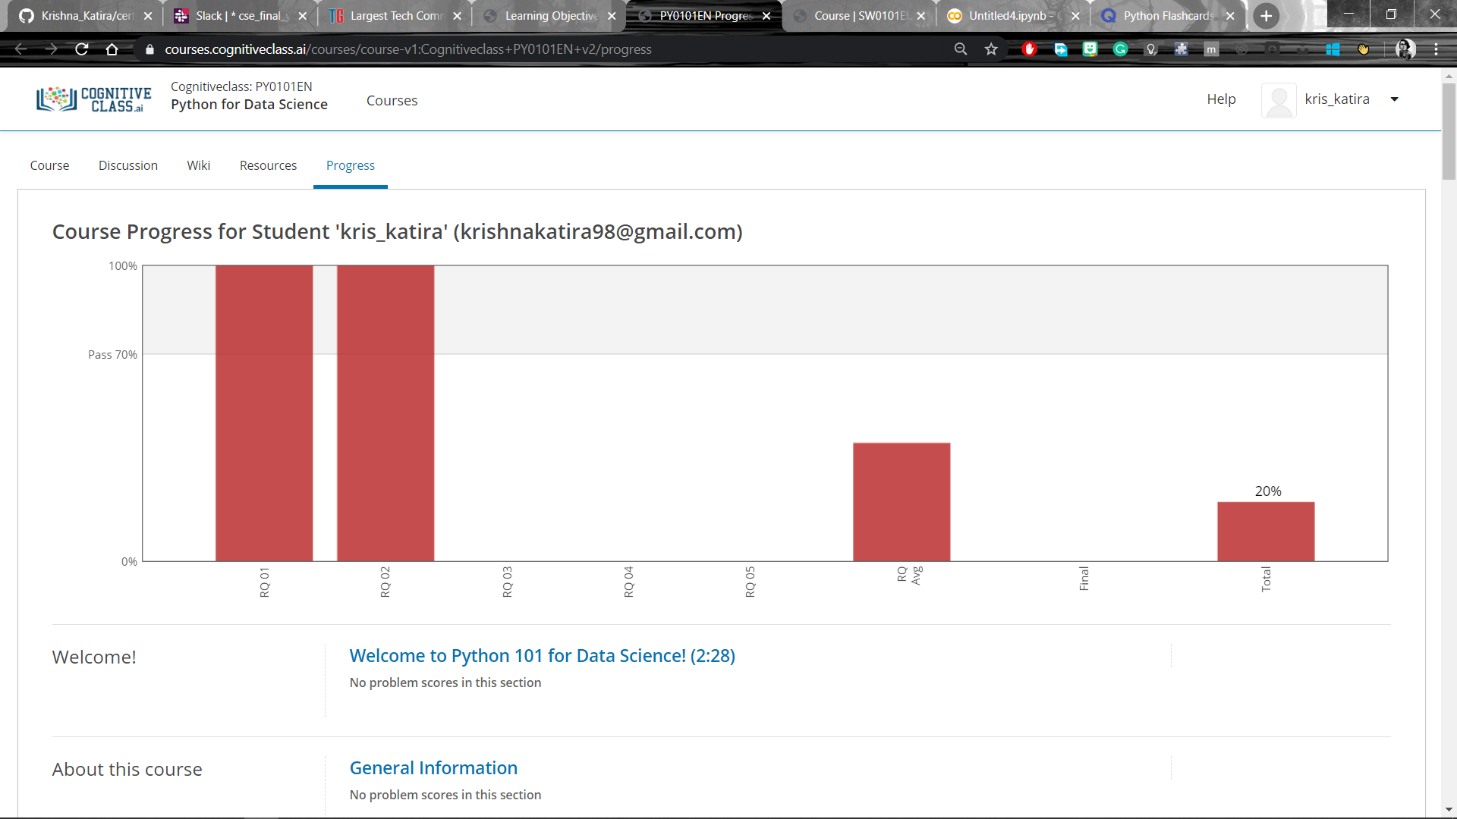 Krishna_Katira/cer
Slack | * cse_final_
TG Largest Tech Comm
Learning Objective
PY0101EN Progre
Course | SW0101E
Untitled4.ipynb -
Python Flashcards
courses.cognitiveclass.ai/courses/course-v1:Cognitiveclass+PY0101EN+v2/progress
COGNITIVE
CLASS.ai
Cognitiveclass: PY0101EN
Python for Data Science
Courses
Help
kris_katira
Course
Discussion
Wiki
Resources
Progress
Course Progress for Student 'kris_katira' (krishnakatira98@gmail.com)
100%
Pass 70%
0%
20%
RQ 01
RQ 02
RQ 03
RQ 04
RQ 05
RQ
Avg
Final
Total
Welcome!
Welcome to Python 101 for Data Science! (2:28)
No problem scores in this section
About this course
General Information
No problem scores in this section